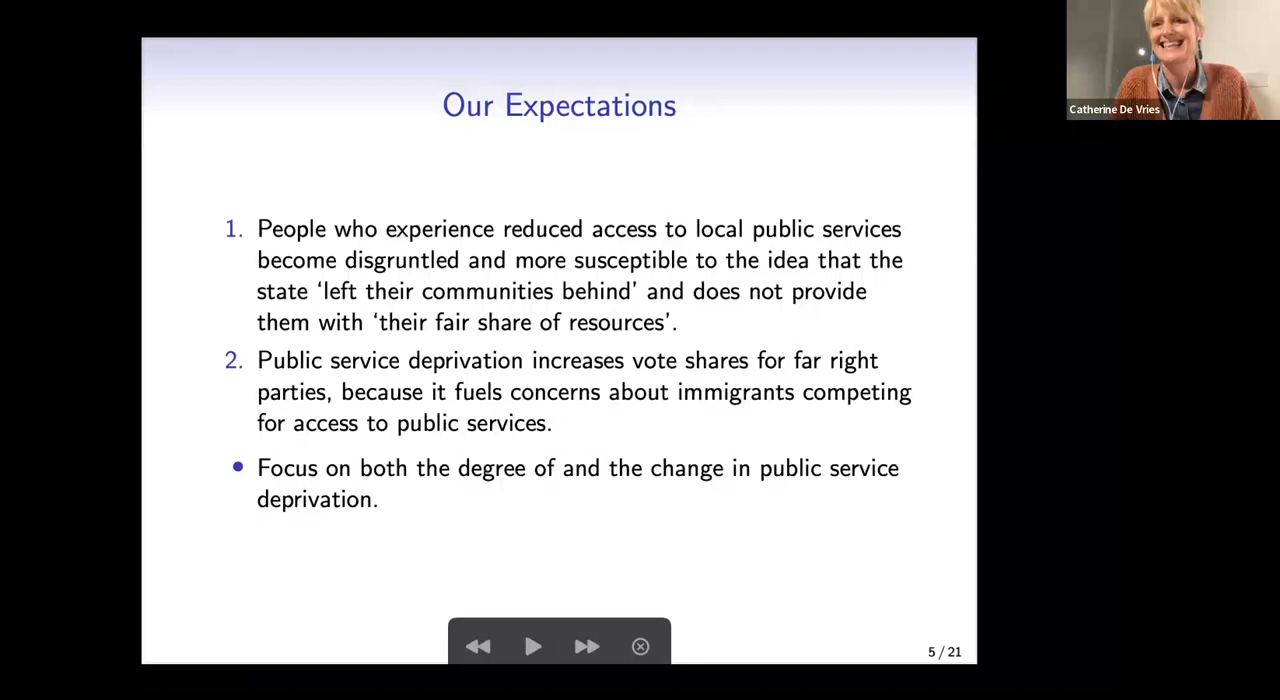 Our Expectations
1. People who experience reduced access to local public services
become disgruntled and more susceptible to the idea that the
state ‘left their communities behind’ and does not provide
them with ‘their fair share of resources’.
2. Public service deprivation increases vote shares for far right
parties, because it fuels concerns about immigrants competing
for access to public services.
• Focus on both the degree of and the change in public service
deprivation.
5 / 21
Catherine De Vries